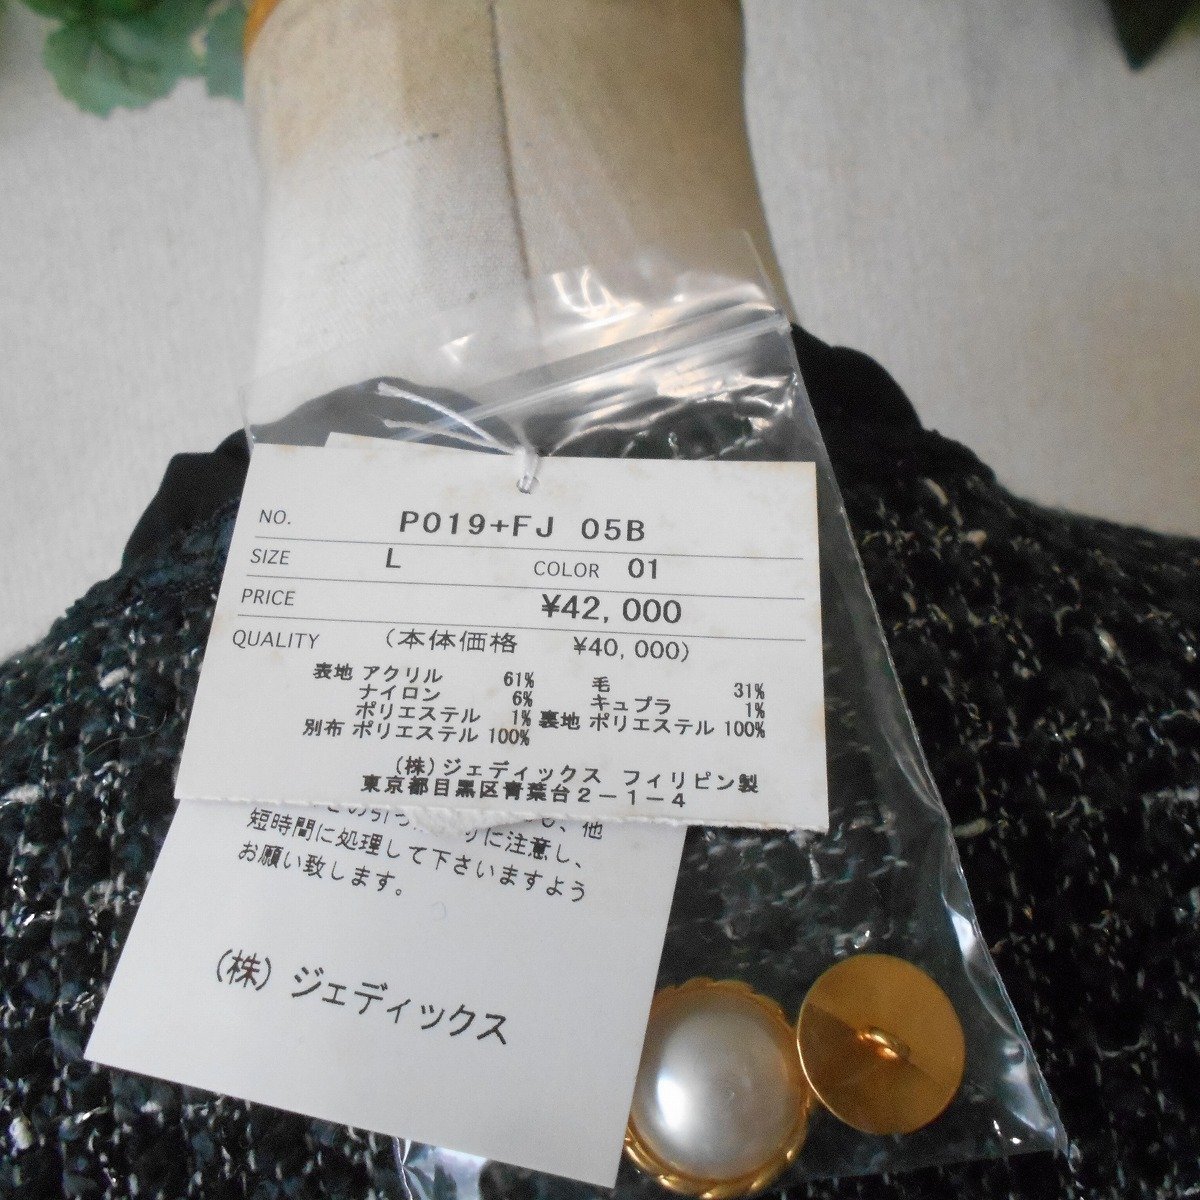 NO. P019+FJ 05B
SIZE L COLOR 01
PRICE ¥42,000
QUALITY (本体価格 ¥40,000)
表地 アクリル 61% 毛 31%
ナイロン 6% キュプラ 1%
ポリエステル 1% 裏地 ポリエステル 100%
別布 ポリエステル 100%
(株)ジェディックス フィリピン製
東京都目黒区青葉台2-1-4
に注意し、他
短時間に処理して下さいますよう
お願い致します。
(株)ジェディックス